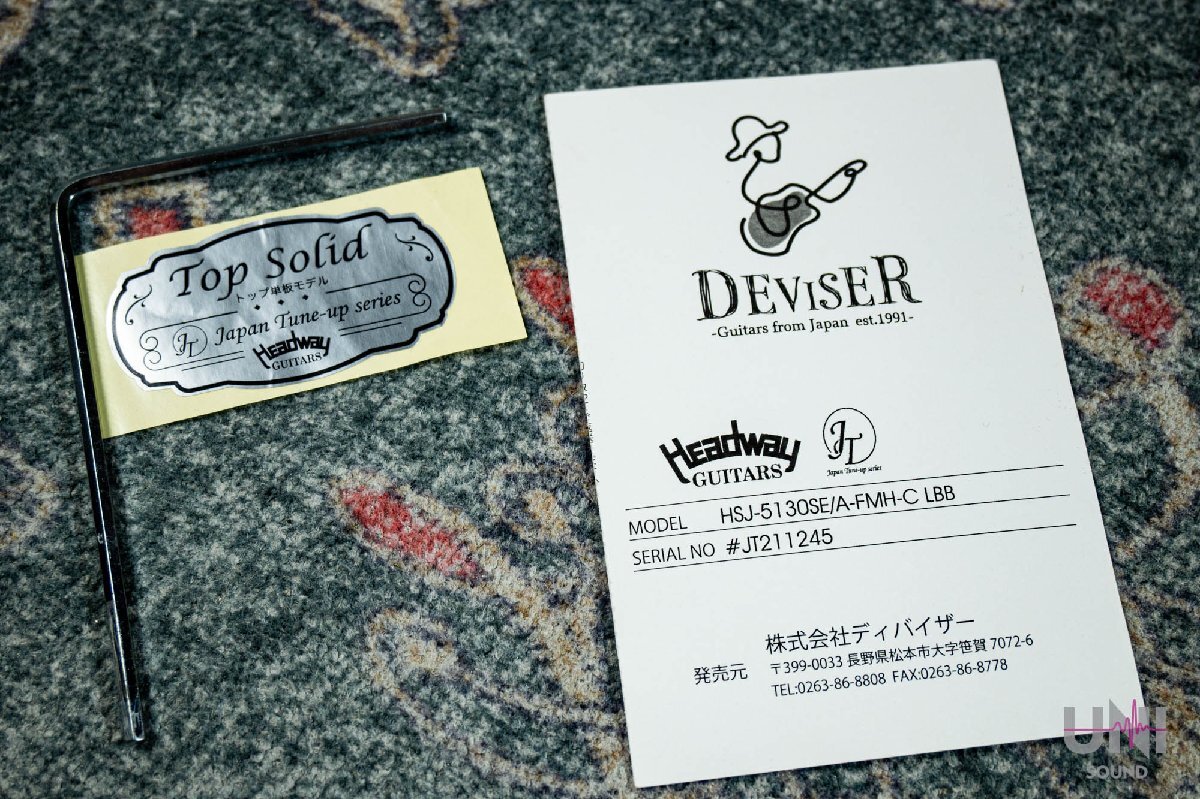 Top Solid
トップ単板モデル
JT Japan Tune-up series
Headway
GUITARS
DEVISER
-Guitars from Japan est.1991-
Headway
GUITARS
JT
Japan Tune-up series
MODEL HSJ-5130SE/A-FMH-C LBB
SERIAL NO #JT211245
株式会社ディバイザー
発売元 〒399-0033 長野県松本市大字笹賀 7072-6
TEL:0263-86-8808 FAX:0263-86-8778
UNI
SOUND